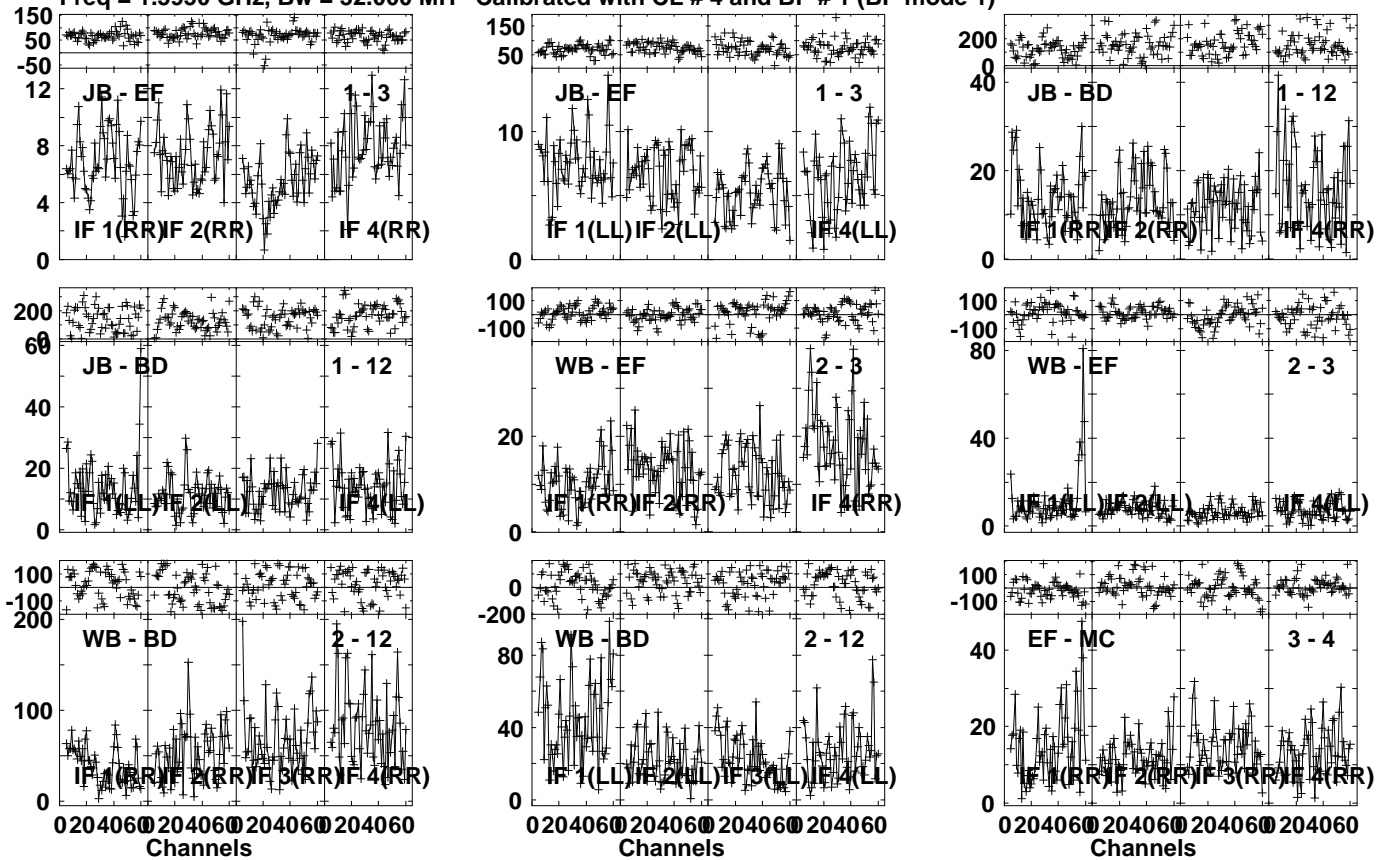 Calibrated with CL # 4 and BP # 1 (BP mode 1)
150
50
-50
JB - EF
1 - 3
12
8
4
0
IF 1(RR)
IF 2(RR)
IF 4(RR)
150
100
50
JB - EF
1 - 3
10
0
IF 1(LL)
IF 2(LL)
IF 4(LL)
200
0
JB - BD
1 - 12
40
20
0
IF 1(RR)
IF 2(RR)
IF 4(RR)
200
0
JB - BD
1 - 12
60
40
20
0
IF 1(LL)
IF 2(LL)
IF 4(LL)
100
-100
WB - EF
2 - 3
20
0
IF 1(RR)
IF 2(RR)
IF 4(RR)
100
-100
WB - EF
2 - 3
80
40
0
IF 1(LL)
IF 2(LL)
IF 4(LL)
100
-100
WB - BD
2 - 12
200
100
0
IF 1(RR)
IF 2(RR)
IF 3(RR)
IF 4(RR)
0 20 40 60 0 20 40 60 0 20 40 60 0 20 40 60
Channels
0
-200
WB - BD
2 - 12
80
40
0
IF 1(LL)
IF 2(LL)
IF 3(LL)
IF 4(LL)
0 20 40 60 0 20 40 60 0 20 40 60 0 20 40 60
Channels
100
-100
EF - MC
3 - 4
40
20
0
IF 1(RR)
IF 2(RR)
IF 3(RR)
IF 4(RR)
0 20 40 60 0 20 40 60 0 20 40 60 0 20 40 60
Channels